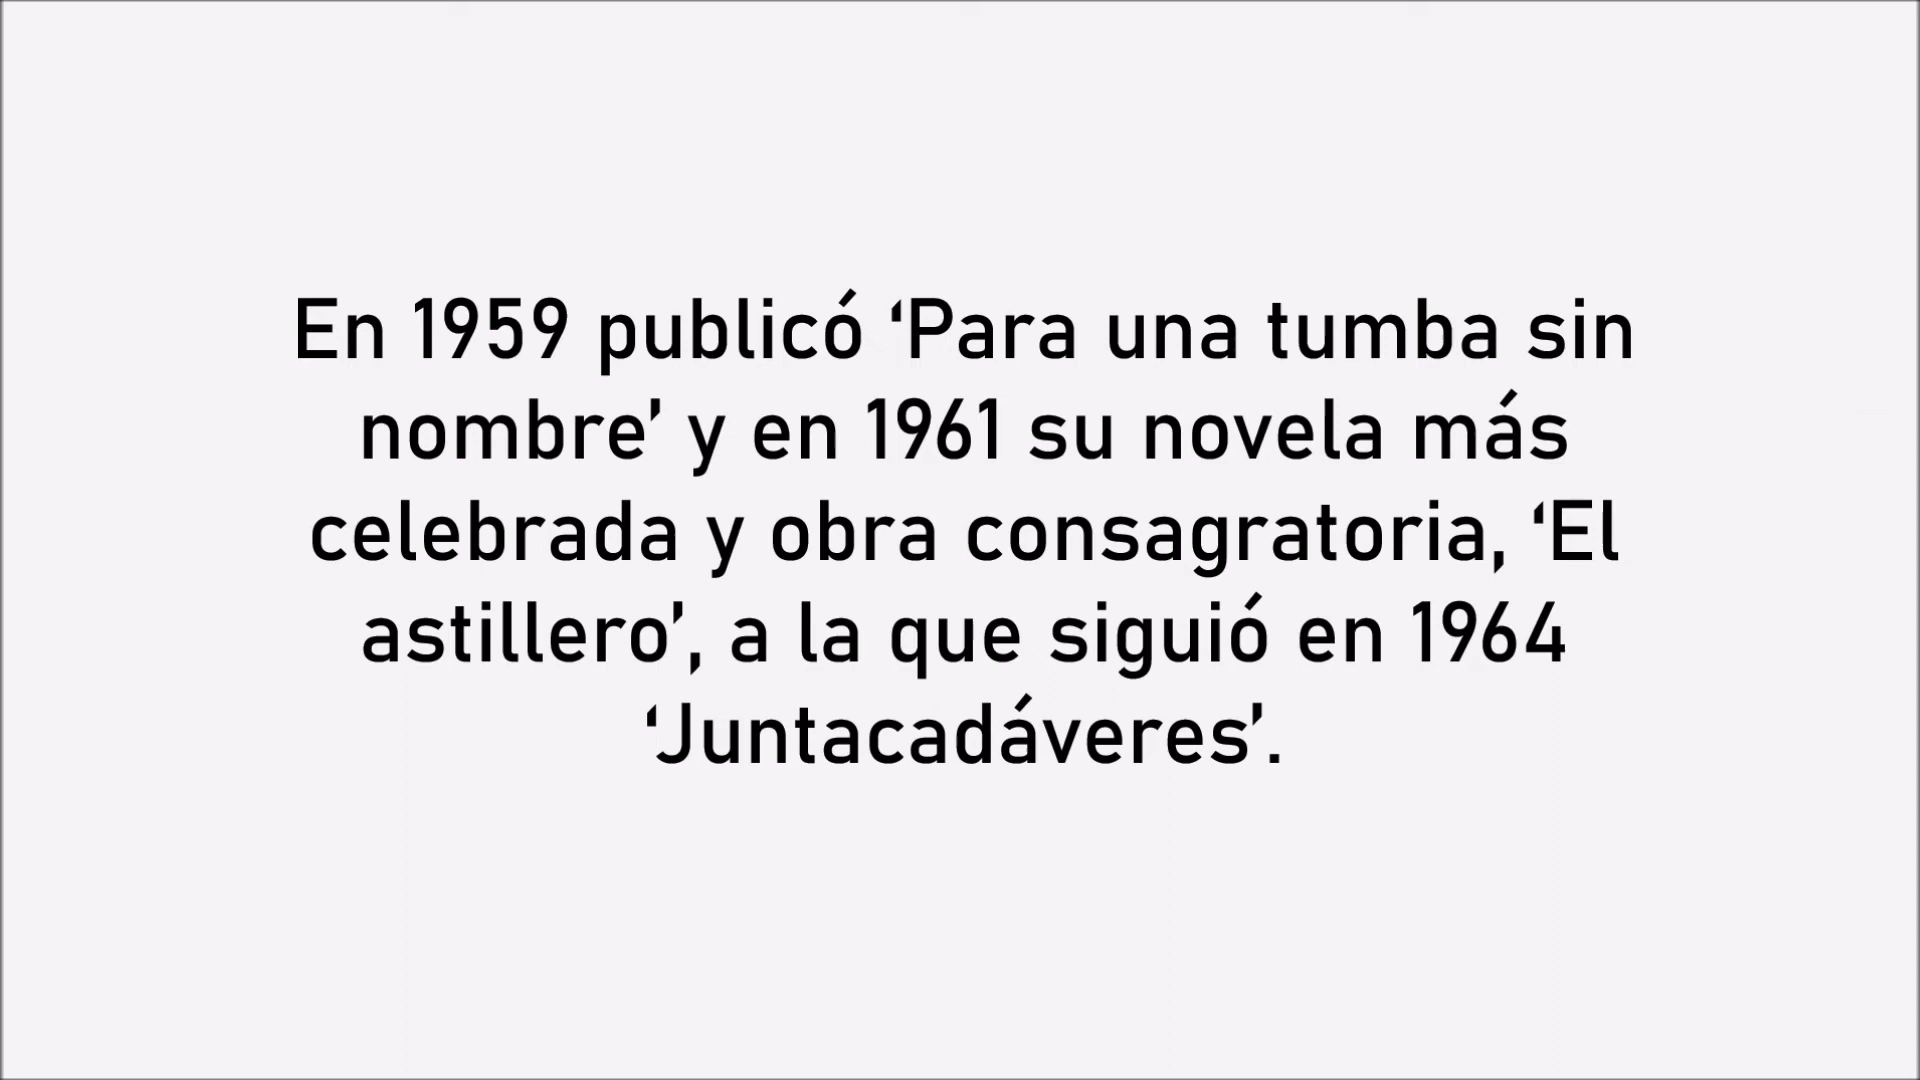 En 1959 publicó ‘Para una tumba sin
nombre’ y en 1961 su novela más
celebrada y obra consagratoria, ‘El
astillero’, a la que siguió en 1964
‘Juntacadáveres’.